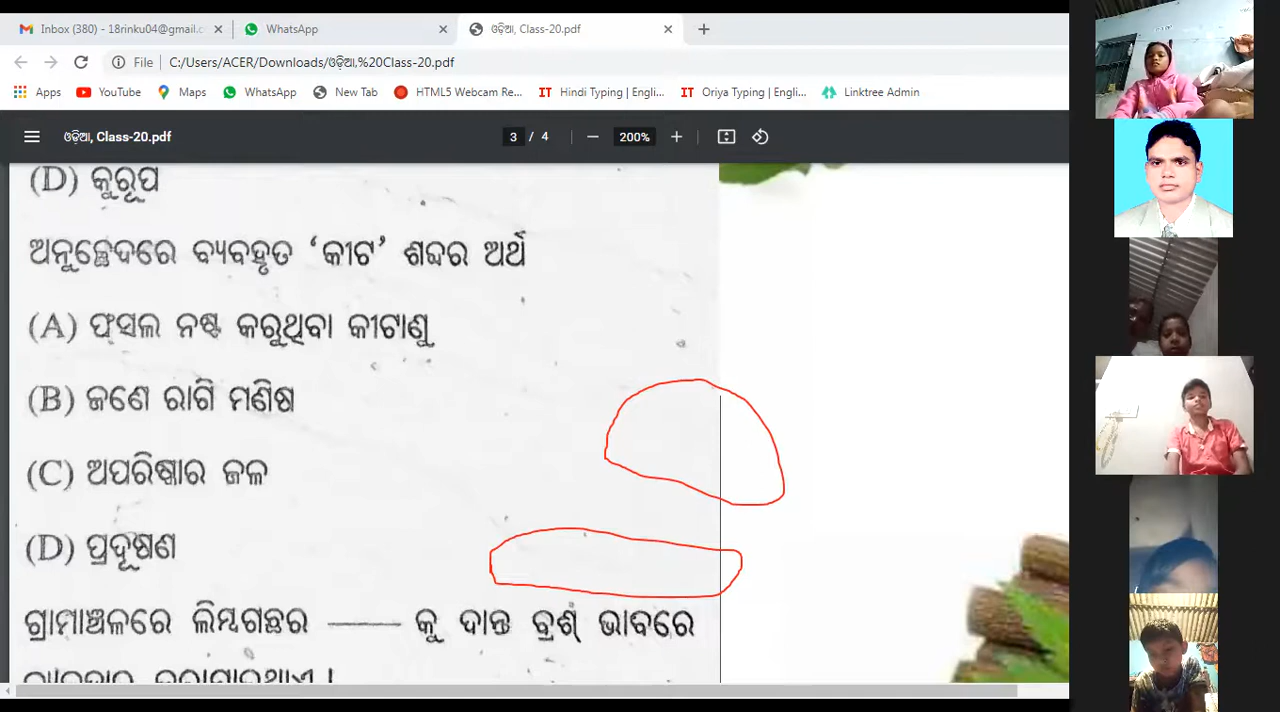 Inbox (380) - 18rinku04@gmail.c
WhatsApp
ଓଡ଼ିଆ, Class-20.pdf
File
C:/Users/ACER/Downloads/ଓଡ଼ିଆ,%20Class-20.pdf
Apps
YouTube
Maps
WhatsApp
New Tab
HTML5 Webcam Re...
IT Hindi Typing | Engli...
IT Oriya Typing | Engli...
Linktree Admin
ଓଡ଼ିଆ, Class-20.pdf
3 / 4
200%
(D) କୁରୂପ
ଅନୁଚ୍ଛେଦରେ ବ୍ୟବହୃତ ‘କୀଟ’ ଶବ୍ଦର ଅର୍ଥ
(A) ଫସଲ ନଷ୍ଟ କରୁଥିବା କୀଟାଣୁ
(B) ଜଣେ ରାଗି ମଣିଷ
(C) ଅପରିଷ୍କାର ଜଳ
(D) ପ୍ରଦୂଷଣ
ଗ୍ରାମାଞ୍ଚଳରେ ଲିମ୍ବଗଛର —— କୁ ଦାନ୍ତ ବ୍ରଶ୍ ଭାବରେ